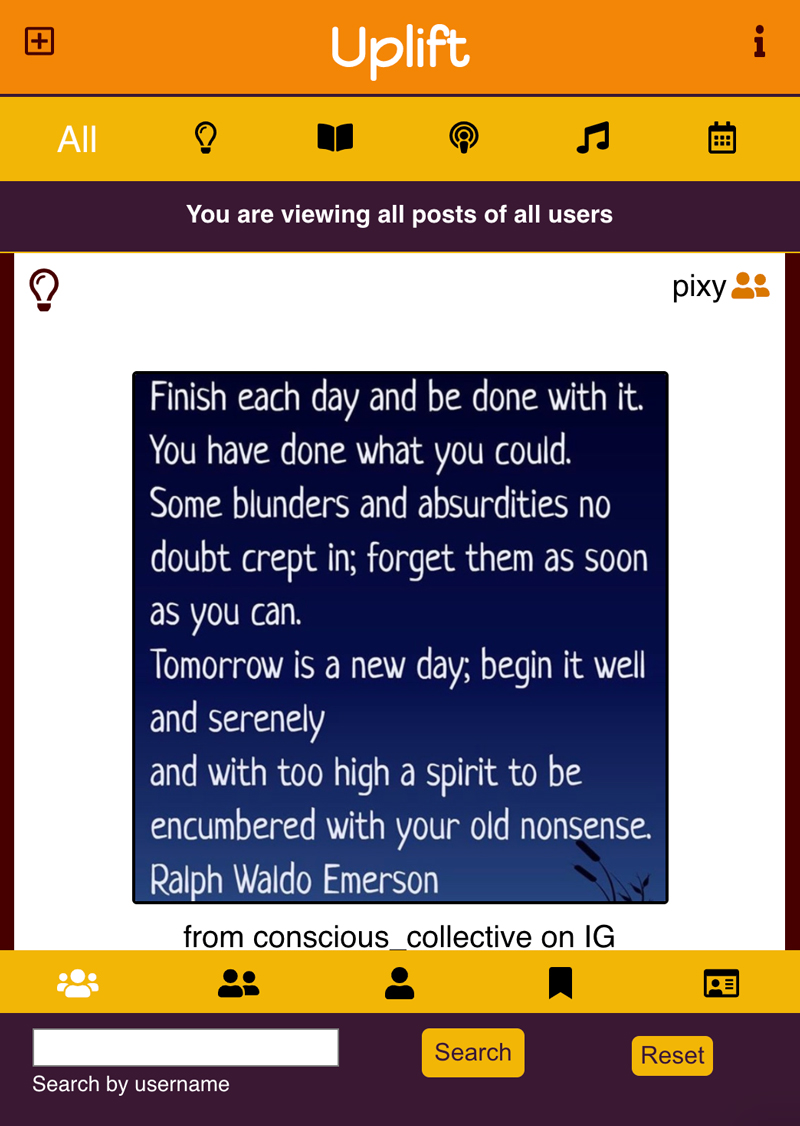 Uplift
All
You are viewing all posts of all users
pixy
Finish each day and be done with it.
You have done what you could.
Some blunders and absurdities no
doubt crept in; forget them as soon
as you can.
Tomorrow is a new day; begin it well
and serenely
and with too high a spirit to be
encumbered with your old nonsense.
Ralph Waldo Emerson
from conscious_collective on IG
Search
Reset
Search by username